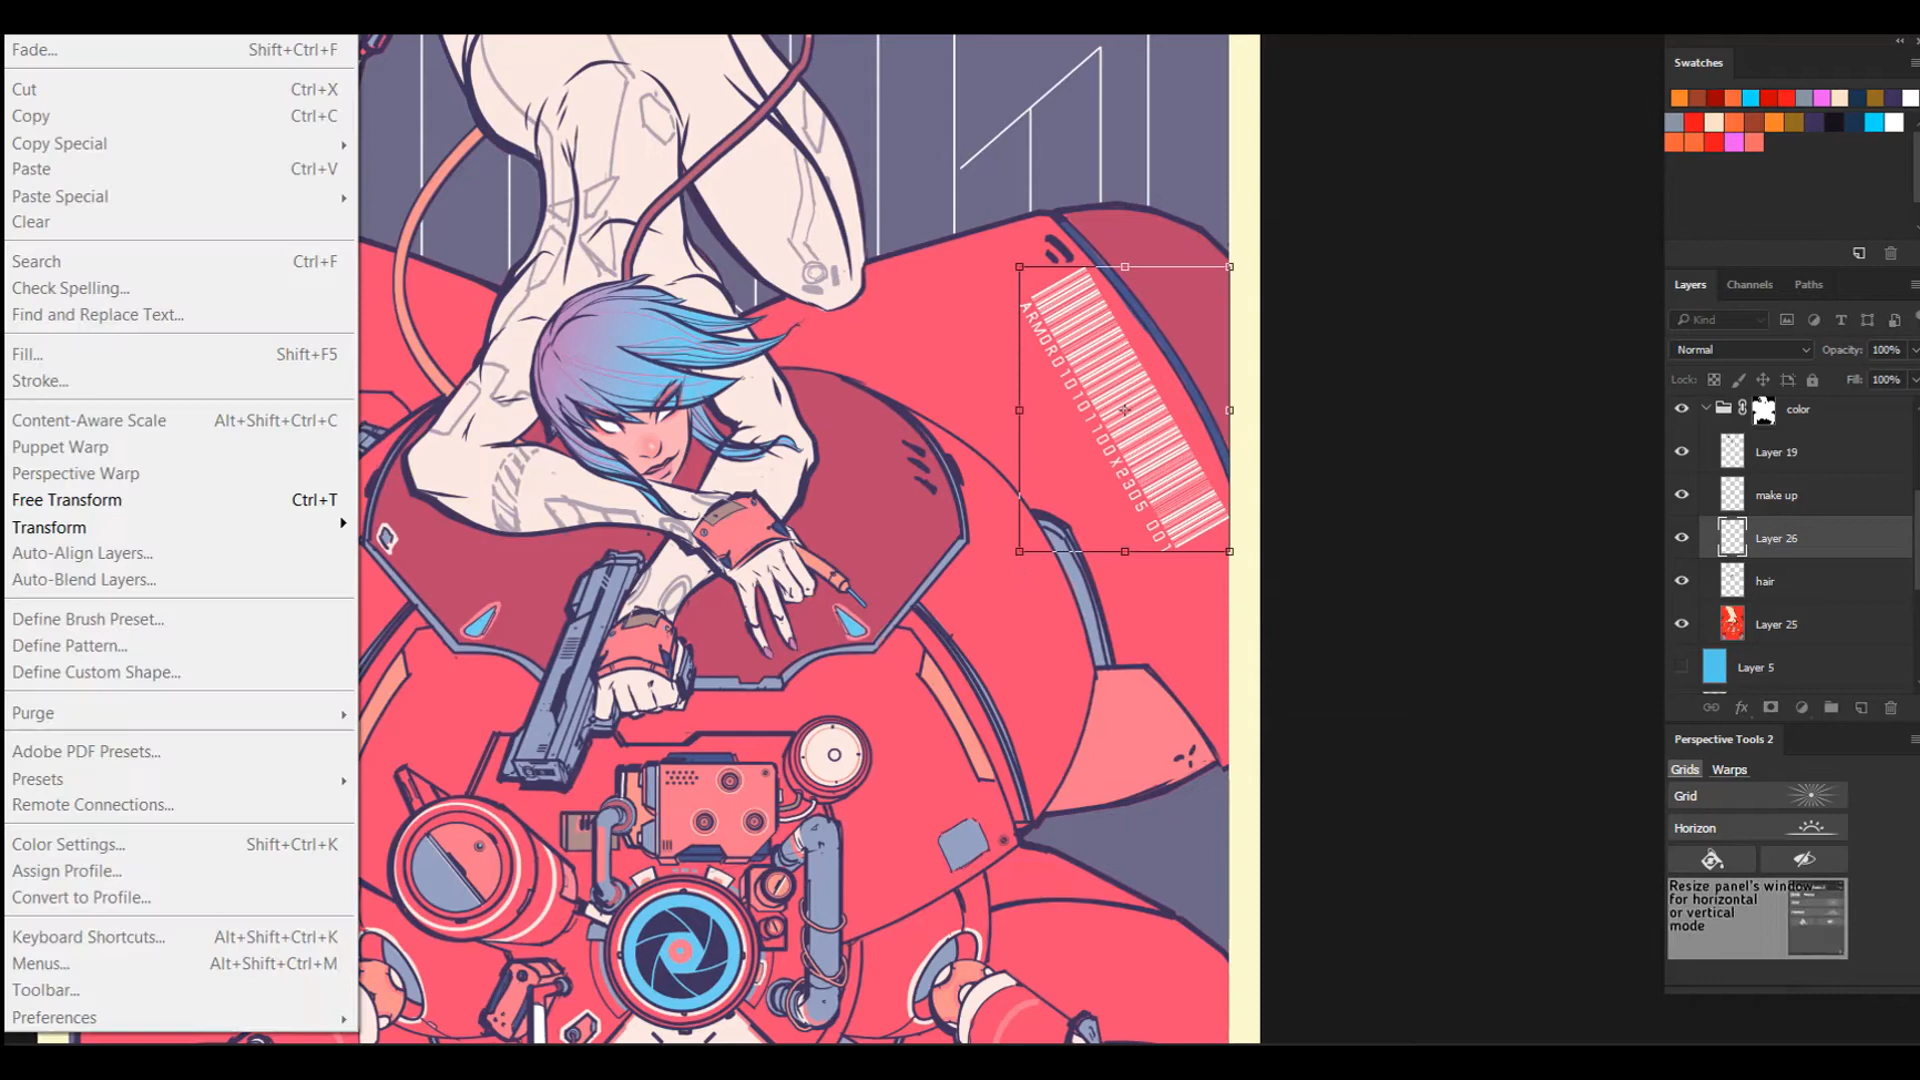 Fade... Shift+Ctrl+F
Cut Ctrl+X
Copy Ctrl+C
Copy Special
Paste Ctrl+V
Paste Special
Clear
Search Ctrl+F
Check Spelling...
Find and Replace Text...
Fill... Shift+F5
Stroke...
Content-Aware Scale Alt+Shift+Ctrl+C
Puppet Warp
Perspective Warp
Free Transform Ctrl+T
Transform
Auto-Align Layers...
Auto-Blend Layers...
Define Brush Preset...
Define Pattern...
Define Custom Shape...
Purge
Adobe PDF Presets...
Presets
Remote Connections...
Color Settings... Shift+Ctrl+K
Assign Profile...
Convert to Profile...
Keyboard Shortcuts... Alt+Shift+Ctrl+K
Menus... Alt+Shift+Ctrl+M
Toolbar...
Preferences
Swatches
Layers Channels Paths
Kind
Normal Opacity: 100%
Lock: Fill: 100%
color
Layer 19
make up
Layer 26
hair
Layer 25
Layer 5
fx
Perspective Tools 2
Grids Warps
Grid
Horizon
Resize panel's window
for horizontal
or vertical
mode